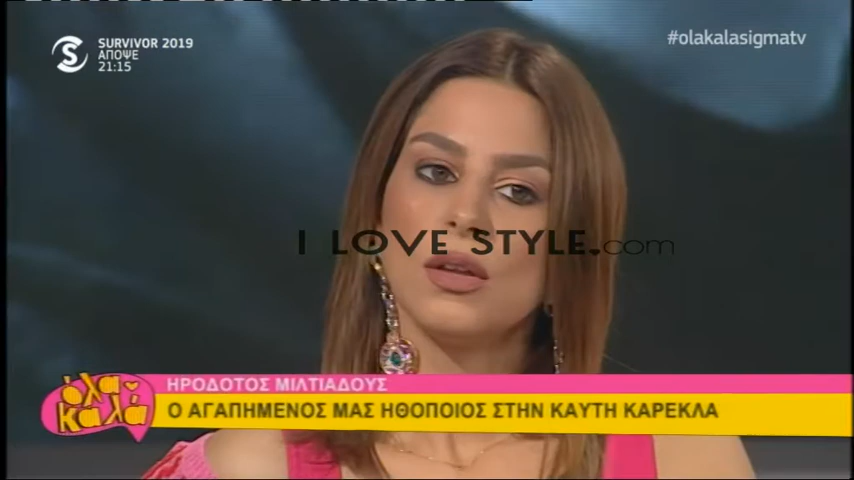 SURVIVOR 2019
ΑΠΟΨΕ
21:15
#olakalasigmatv
I LOVE STYLE.com
όλα
καλά
ΗΡΟΔΟΤΟΣ ΜΙΛΤΙΑΔΟΥΣ
Ο ΑΓΑΠΗΜΕΝΟΣ ΜΑΣ ΗΘΟΠΟΙΟΣ ΣΤΗΝ ΚΑΥΤΗ ΚΑΡΕΚΛΑ